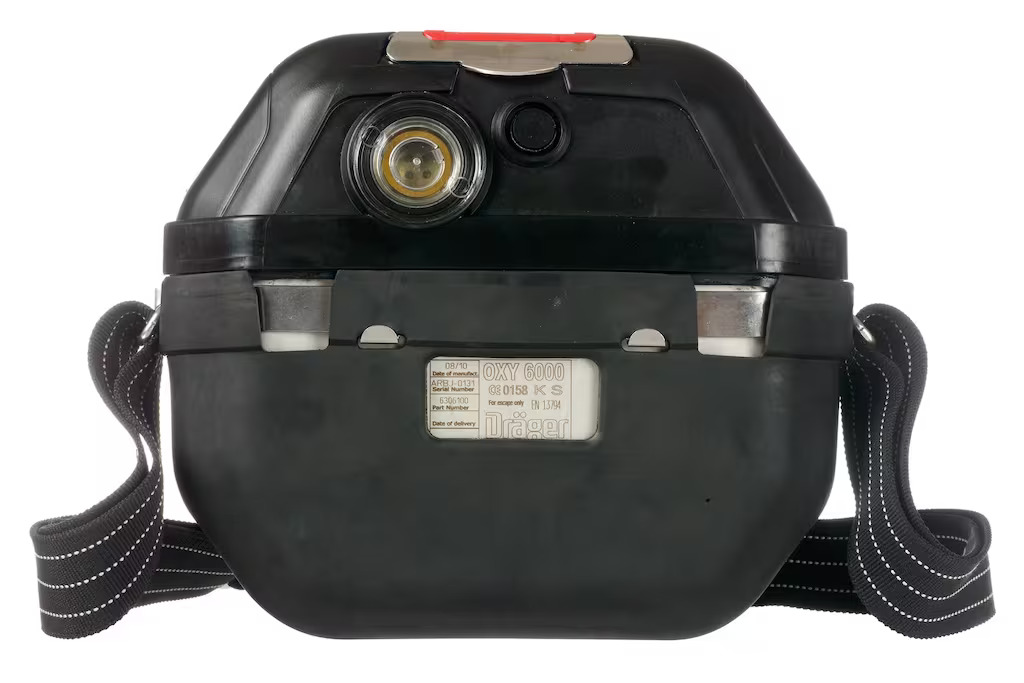 08/10
Date of manufact.
ARBJ-0131
Serial Number
6306100
Part Number
Date of delivery
OXY 6000
CE 0158 K S
For escape only EN 13794
Dräger